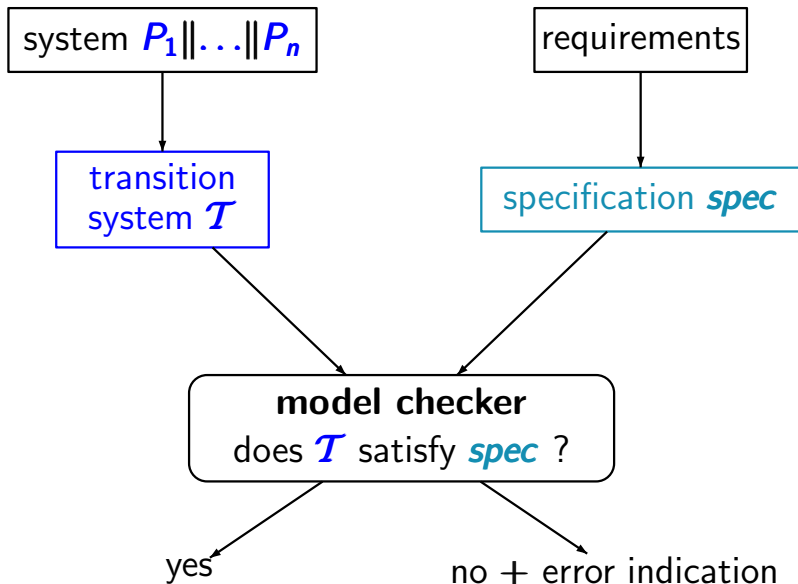 system P₁‖...‖Pₙ
requirements
transition
system 𝒯
specification spec
model checker
does 𝒯 satisfy spec ?
yes
no + error indication